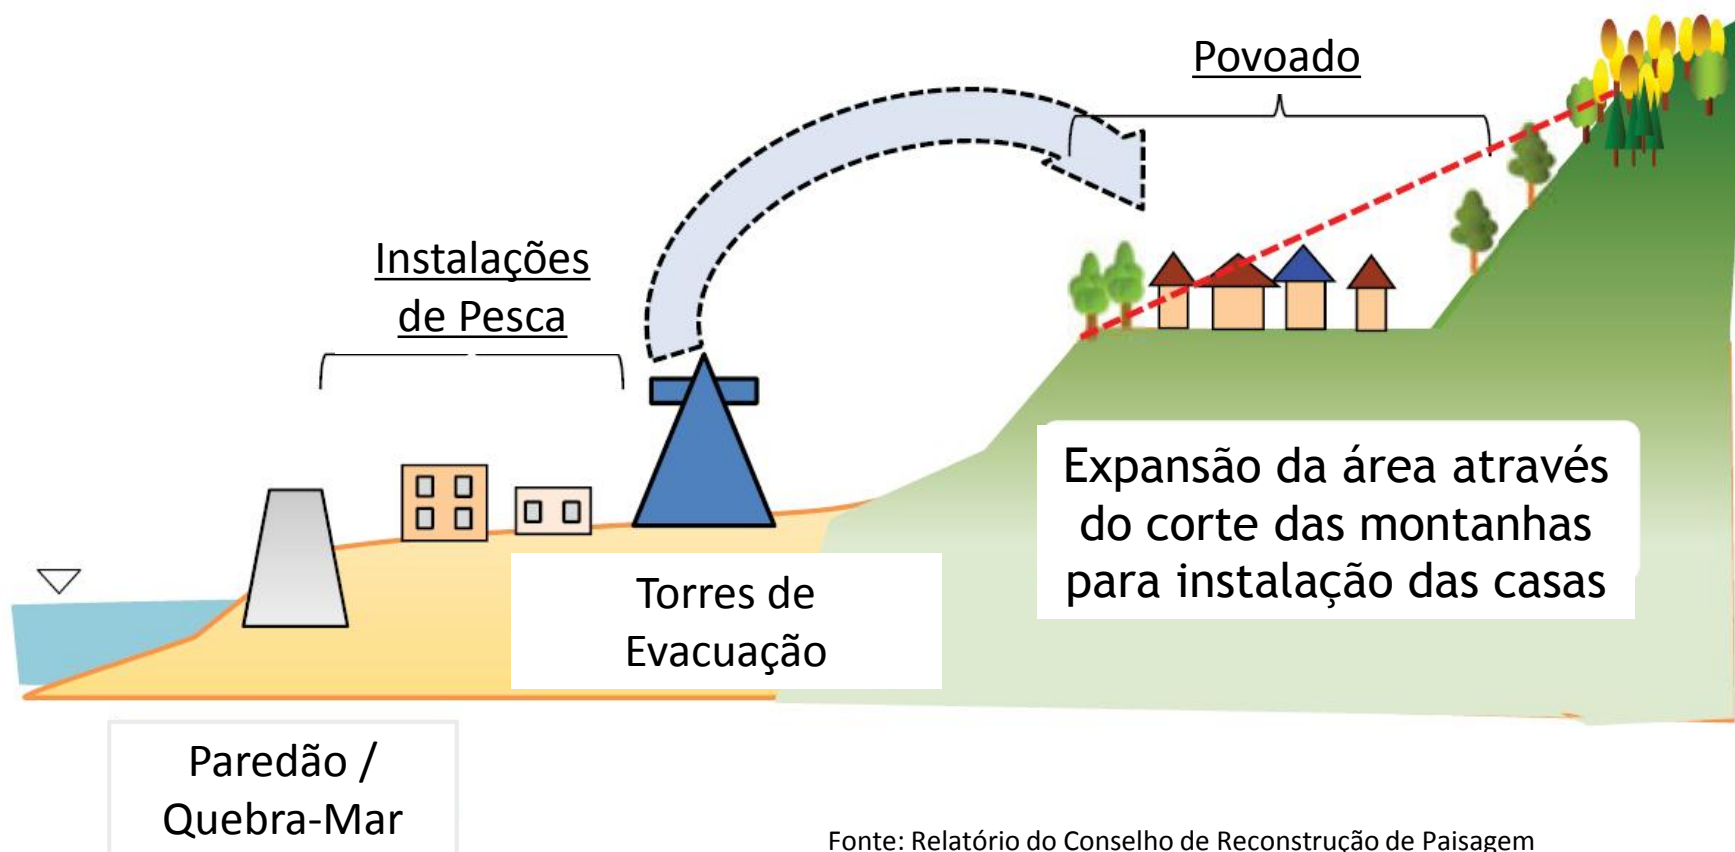 Povoado
Instalações
de Pesca
Expansão da área através
do corte das montanhas
para instalação das casas
Torres de
Evacuação
Paredão /
Quebra-Mar
Fonte: Relatório do Conselho de Reconstrução de Paisagem